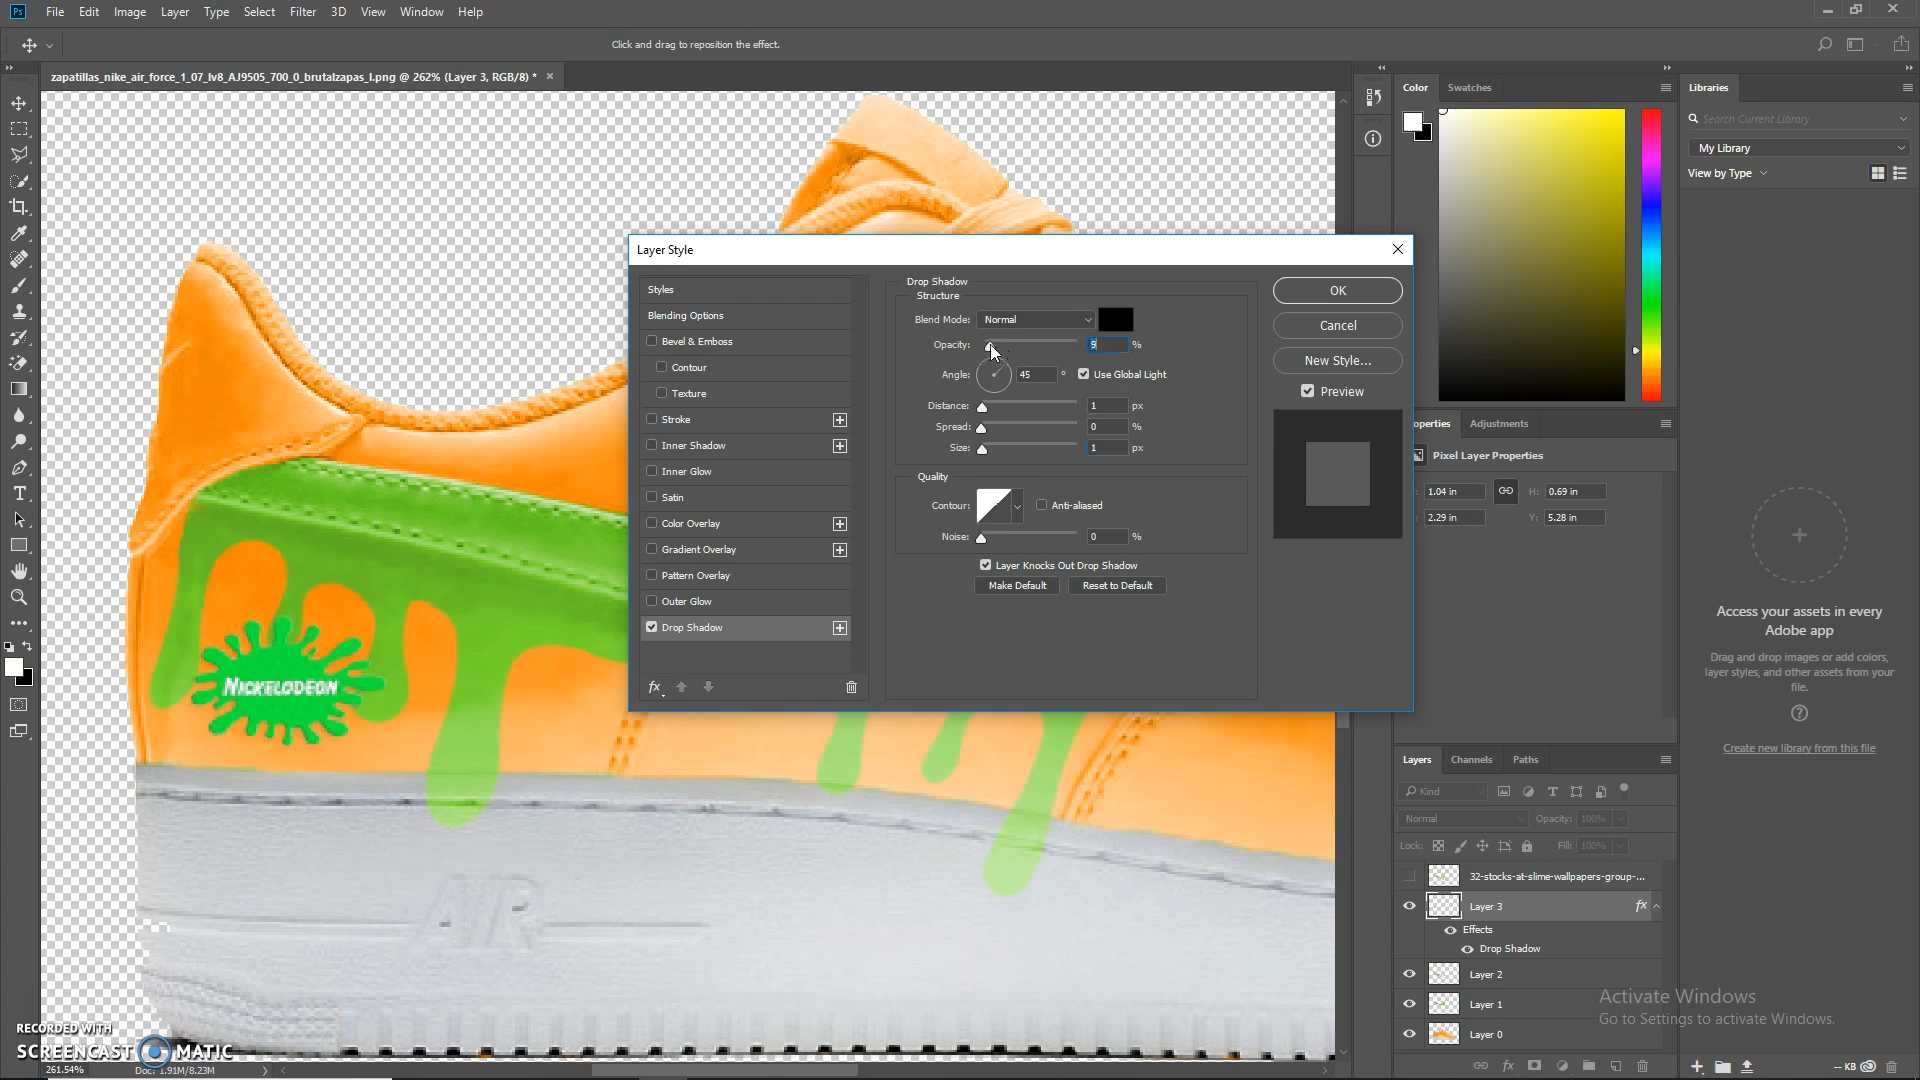 Ps File Edit Image Layer Type Select Filter 3D View Window Help
Click and drag to reposition the effect.
zapatillas_nike_air_force_1_07_lv8_AJ9505_700_0_brutalzapas_l.png @ 262% (Layer 3, RGB/8) *
Color Swatches
Libraries
Search Current Library
My Library
View by Type
Layer Style
Styles
Blending Options
Bevel & Emboss
Contour
Texture
Stroke
Inner Shadow
Inner Glow
Satin
Color Overlay
Gradient Overlay
Pattern Overlay
Outer Glow
Drop Shadow
fx
Drop Shadow
Structure
Blend Mode: Normal
Opacity: 9 %
Angle: 45 ° Use Global Light
Distance: 1 px
Spread: 0 %
Size: 1 px
Quality
Contour: Anti-aliased
Noise: 0 %
Layer Knocks Out Drop Shadow
Make Default Reset to Default
OK
Cancel
New Style...
Preview
operties Adjustments
Pixel Layer Properties
1.04 in H: 0.69 in
2.29 in Y: 5.28 in
Access your assets in every
Adobe app
Drag and drop images or add colors,
layer styles, and other assets from your
file.
Create new library from this file
Layers Channels Paths
Kind
Normal Opacity: 100%
Lock: Fill: 100%
32-stocks-at-slime-wallpapers-group-...
Layer 3 fx
Effects
Drop Shadow
Layer 2
Layer 1
Layer 0
Activate Windows
Go to Settings to activate Windows.
NICKELODEON
AIR
RECORDED WITH
SCREENCAST MATIC
261.54% Doc: 1.91M/8.23M
fx
-- KB